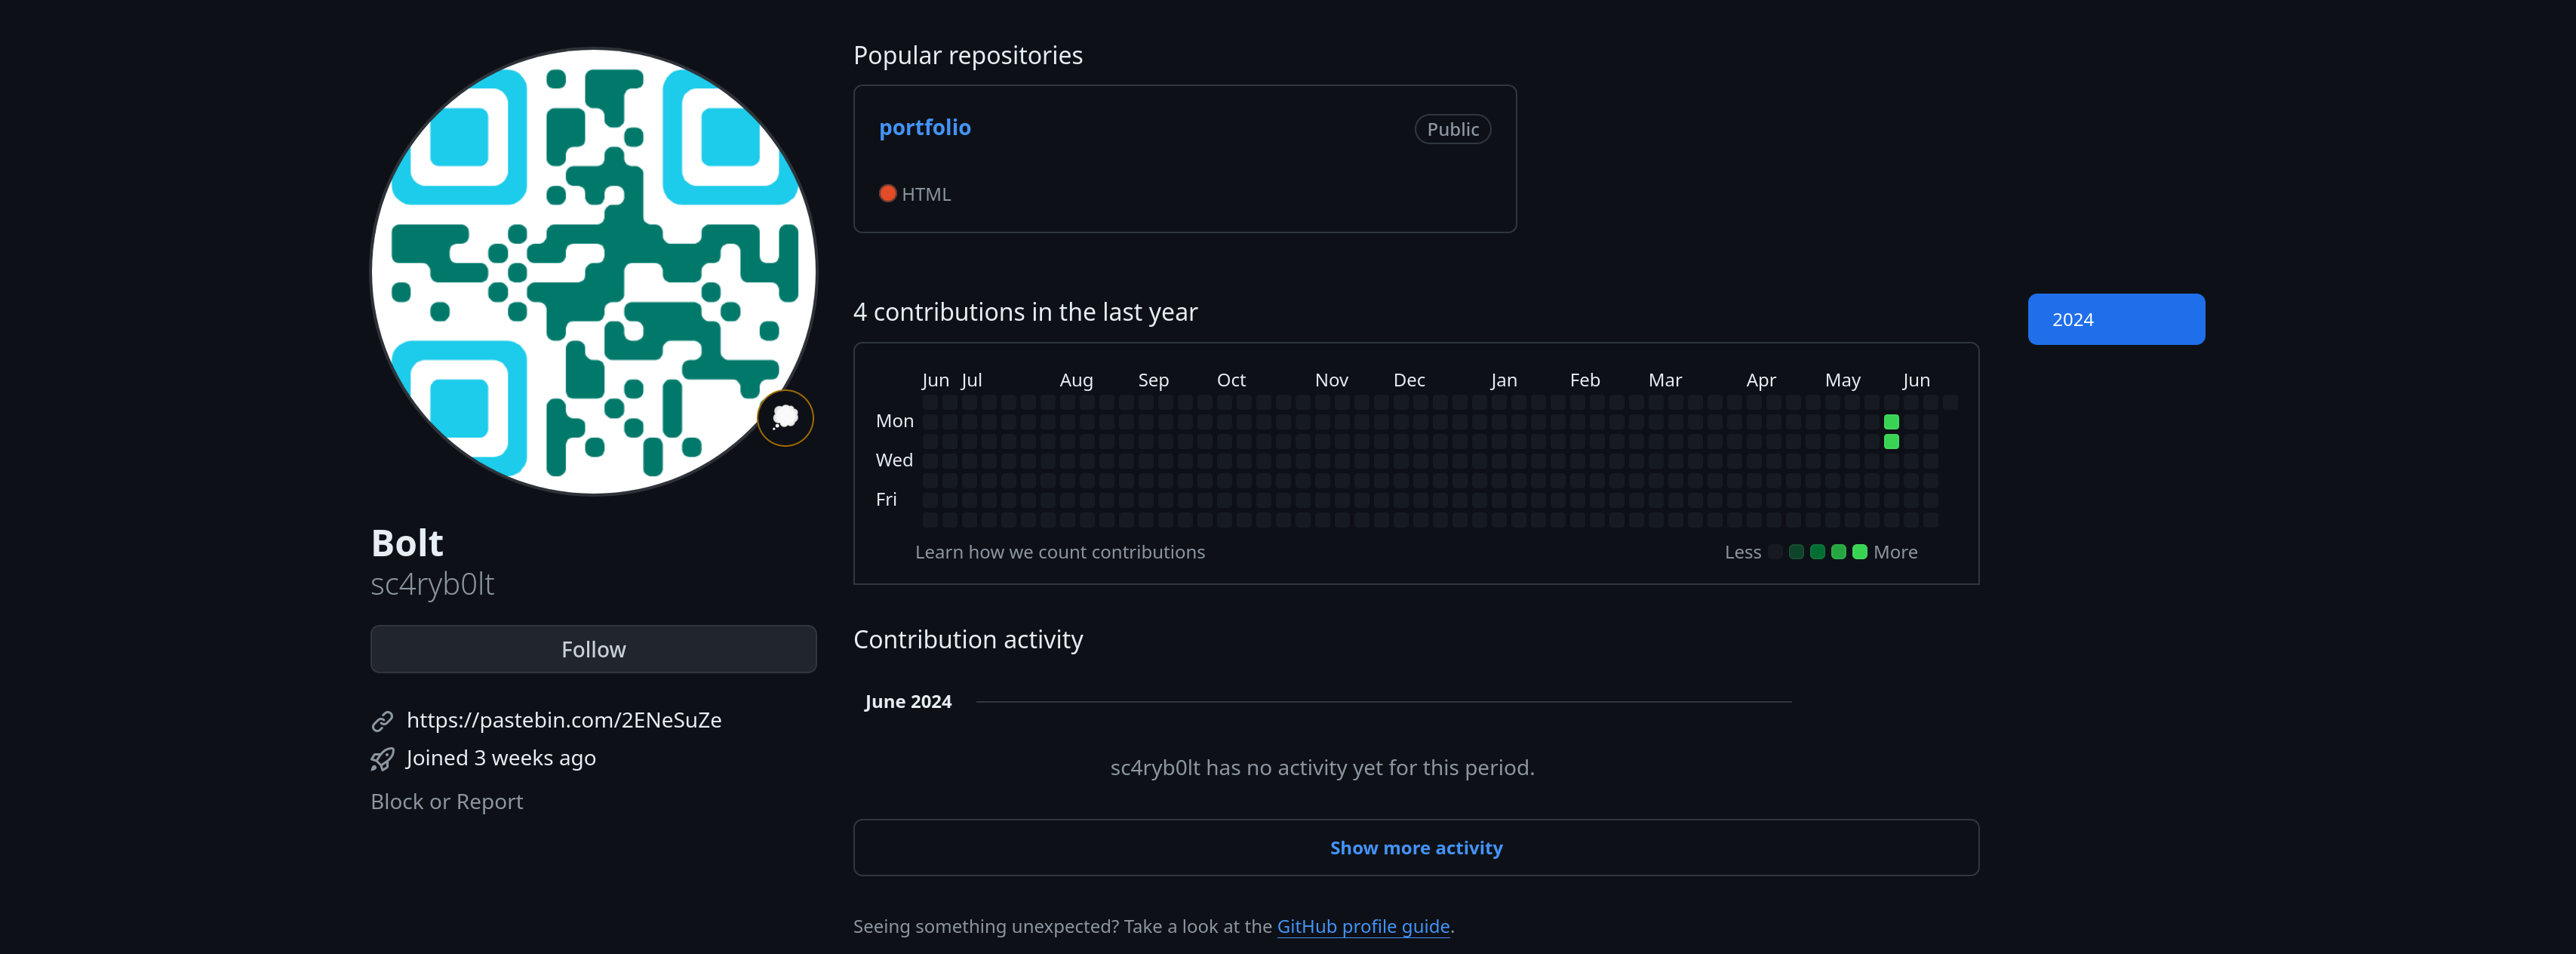 Popular repositories
portfolio
Public
HTML
4 contributions in the last year
2024
Jun Jul Aug Sep Oct Nov Dec Jan Feb Mar Apr May Jun
Mon
Wed
Fri
Learn how we count contributions
Less More
Bolt
sc4ryb0lt
Follow
https://pastebin.com/2ENeSuZe
Joined 3 weeks ago
Block or Report
Contribution activity
June 2024
sc4ryb0lt has no activity yet for this period.
Show more activity
Seeing something unexpected? Take a look at the GitHub profile guide.